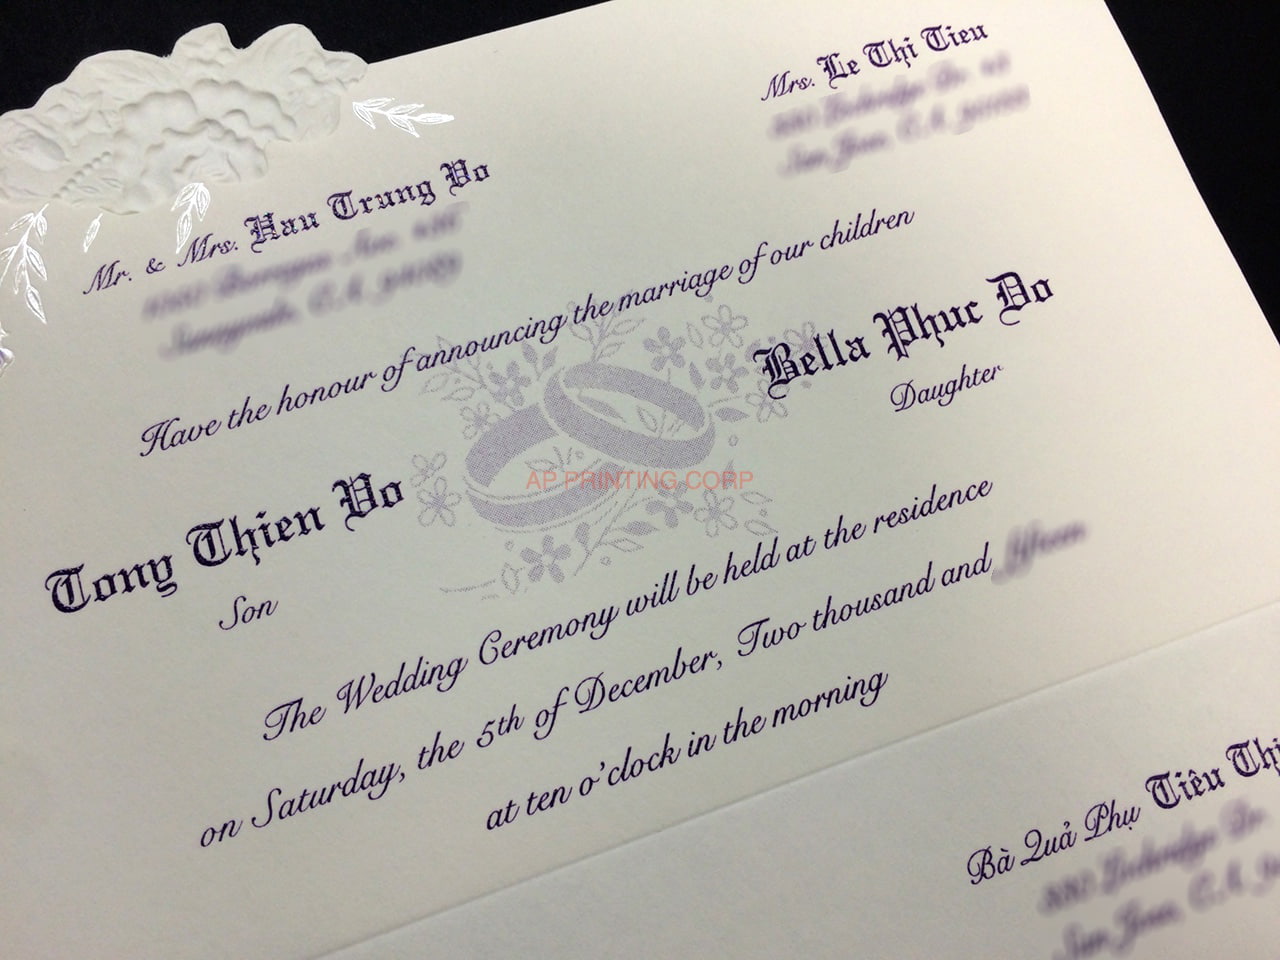 Mrs. Le Thi Tieu
Mr. & Mrs. Hau Trung Vo
Have the honour of announcing the marriage of our children
Bella Phuc Do
Daughter
Tony Thien Vo
Son
AP PRINTING CORP
The Wedding Ceremony will be held at the residence
on Saturday, the 5th of December, Two thousand and
at ten o'clock in the morning
Bà Quả Phụ Tiêu Thị